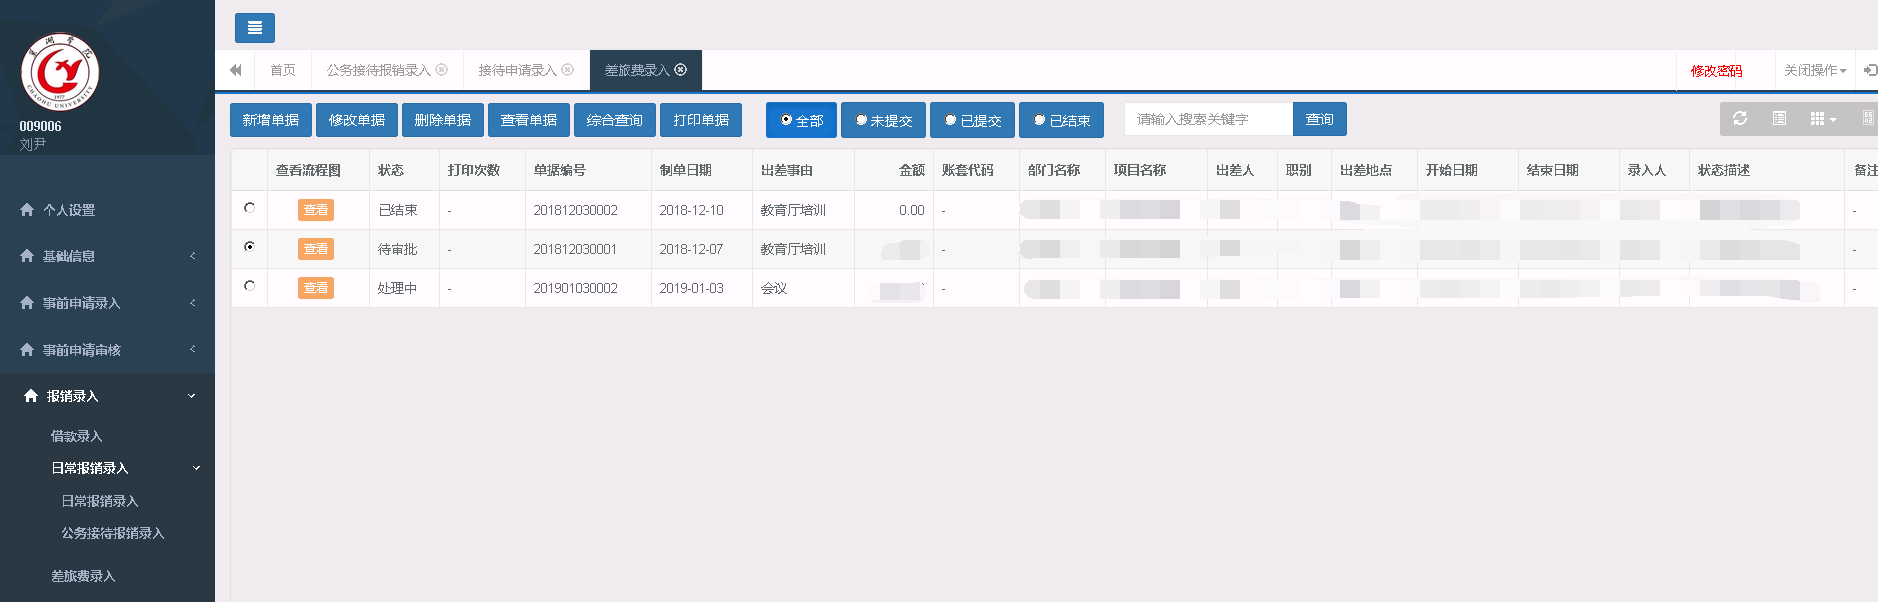 巢湖学院
CHAOHU UNIVERSITY
1977
009006
刘尹
个人设置
基础信息
事前申请录入
事前申请审核
报销录入
借款录入
日常报销录入
日常报销录入
公务接待报销录入
差旅费录入
首页 公务接待报销录入 接待申请录入 差旅费录入 修改密码 关闭操作
新增单据 修改单据 删除单据 查看单据 综合查询 打印单据 全部 未提交 已提交 已结束 请输入搜索关键字 查询
查看流程图 状态 打印次数 单据编号 制单日期 出差事由 金额 账套代码 部门名称 项目名称 出差人 职别 出差地点 开始日期 结束日期 录入人 状态描述 备注
查看 已结束 - 201812030002 2018-12-10 教育厅培训 0.00 - -
查看 待审批 - 201812030001 2018-12-07 教育厅培训 - -
查看 处理中 - 201901030002 2019-01-03 会议 - -